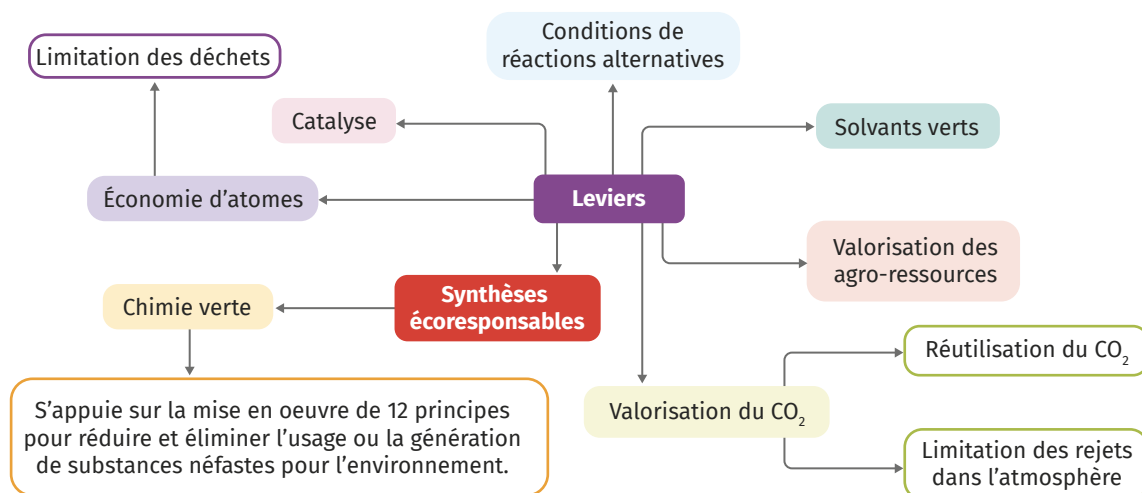 Conditions de
réactions alternatives
Limitation des déchets
Catalyse
Solvants verts
Économie d'atomes
Leviers
Valorisation des
agro-ressources
Synthèses
écoresponsables
Chimie verte
Réutilisation du CO₂
Valorisation du CO₂
S'appuie sur la mise en oeuvre de 12 principes
pour réduire et éliminer l'usage ou la génération
de substances néfastes pour l'environnement.
Limitation des rejets
dans l'atmosphère